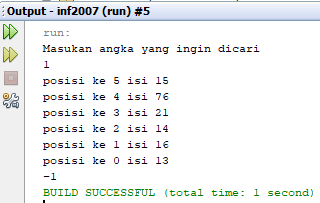 Output - inf2007 (run) #5
run:
Masukan angka yang ingin dicari
1
posisi ke 5 isi 15
posisi ke 4 isi 76
posisi ke 3 isi 21
posisi ke 2 isi 14
posisi ke 1 isi 16
posisi ke 0 isi 13
-1
BUILD SUCCESSFUL (total time: 1 second)